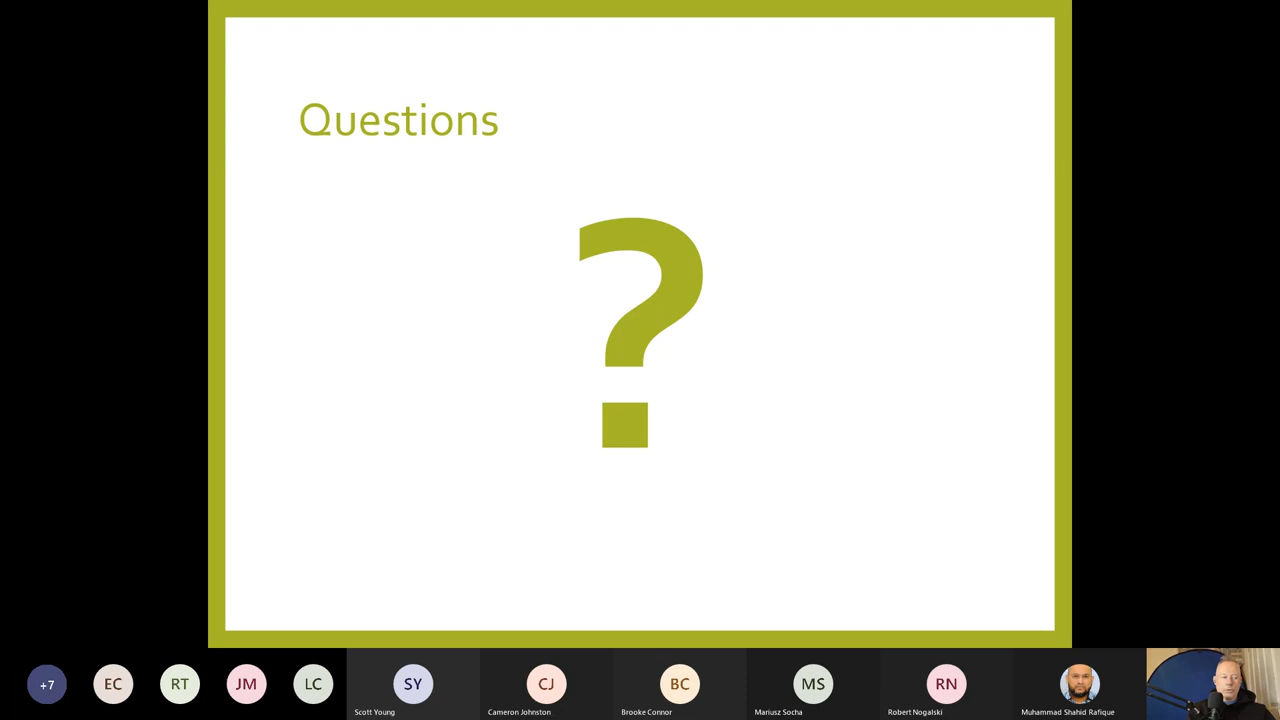 Questions
?
+7
EC
RT
JM
LC
SY
CJ
BC
MS
RN
Scott Young
Cameron Johnston
Brooke Connor
Mariusz Socha
Robert Nogalski
Muhammad Shahid Rafique